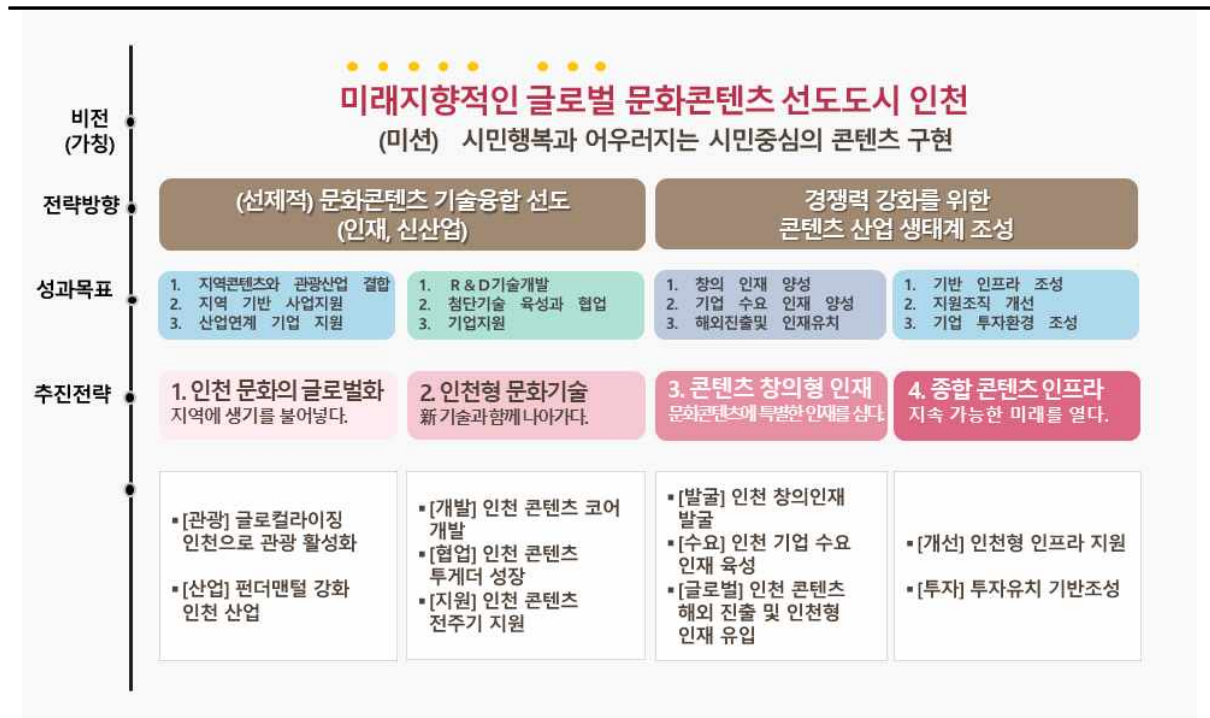 비전
(가칭)
미래지향적인 글로벌 문화콘텐츠 선도도시 인천
(미션) 시민행복과 어우러지는 시민중심의 콘텐츠 구현
전략방향
(선제적) 문화콘텐츠 기술융합 선도
(인재, 신산업)
경쟁력 강화를 위한
콘텐츠 산업 생태계 조성
성과목표
1. 지역콘텐츠와 관광산업 결합
2. 지역 기반 사업지원
3. 산업연계 기업 지원
1. R&D기술개발
2. 첨단기술 육성과 협업
3. 기업지원
1. 창의 인재 양성
2. 기업 수요 인재 양성
3. 해외진출및 인재유치
1. 기반 인프라 조성
2. 지원조직 개선
3. 기업 투자환경 조성
추진전략
1. 인천 문화의 글로벌화
지역에 생기를 불어넣다.
2. 인천형 문화기술
新 기술과 함께 나아가다.
3. 콘텐츠 창의형 인재
문화콘텐츠에 특별한 인재를 심다.
4. 종합 콘텐츠 인프라
지속 가능한 미래를 열다.
▪ [관광] 글로컬라이징
인천으로 관광 활성화
▪ [산업] 펀더맨털 강화
인천 산업
▪ [개발] 인천 콘텐츠 코어
개발
▪ [협업] 인천 콘텐츠
투게더 성장
▪ [지원] 인천 콘텐츠
전주기 지원
▪ [발굴] 인천 창의인재
발굴
▪ [수요] 인천 기업 수요
인재 육성
▪ [글로벌] 인천 콘텐츠
해외 진출 및 인천형
인재 유입
▪ [개선] 인천형 인프라 지원
▪ [투자] 투자유치 기반조성